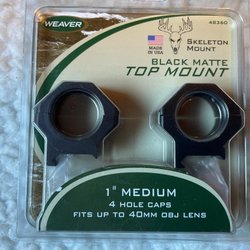 WEAVER
48360
MADE
IN USA
SKELETON
MOUNT
BLACK MATTE
TOP MOUNT
1" MEDIUM
4 HOLE CAPS
FITS UP TO 40MM OBJ LENS